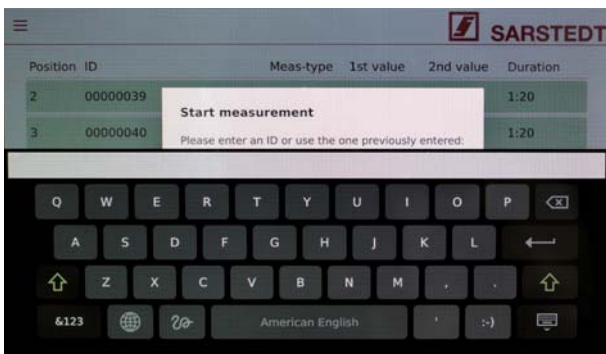 SARSTEDT
Position ID Meas-type 1st value 2nd value Duration
2 00000039 1:20
3 00000040 1:20
Start measurement
Please enter an ID or use the one previously entered:
Q W E R T Y U I O P
A S D F G H J K L
Z X C V B N M , .
&123 American English ' :-)